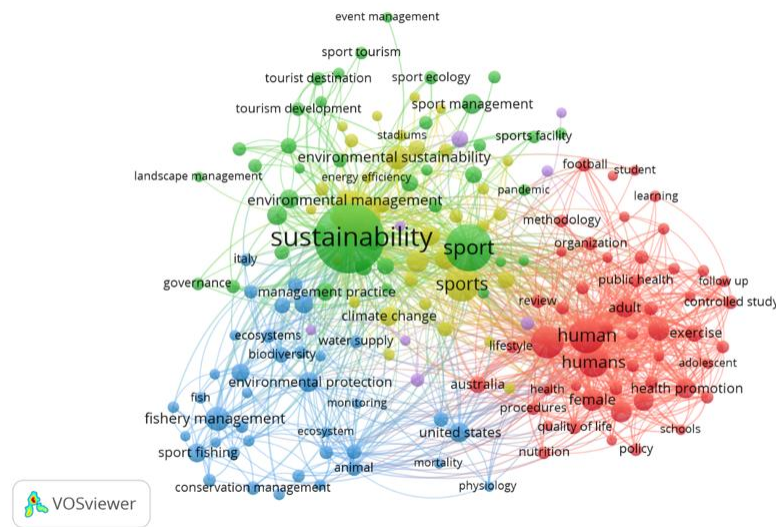 event management
sport tourism
tourist destination
sport ecology
tourism development
sport management
stadiums
sports facility
environmental sustainability
football
student
landscape management
energy efficiency
pandemic
learning
environmental management
methodology
sustainability
sport
organization
italy
governance
management practice
sports
public health
follow up
review
adult
controlled study
climate change
ecosystems
water supply
human
exercise
lifestyle
biodiversity
humans
adolescent
environmental protection
australia
health
health promotion
fish
monitoring
procedures
female
fishery management
ecosystem
united states
quality of life
schools
sport fishing
animal
mortality
nutrition
policy
conservation management
physiology
VOSviewer